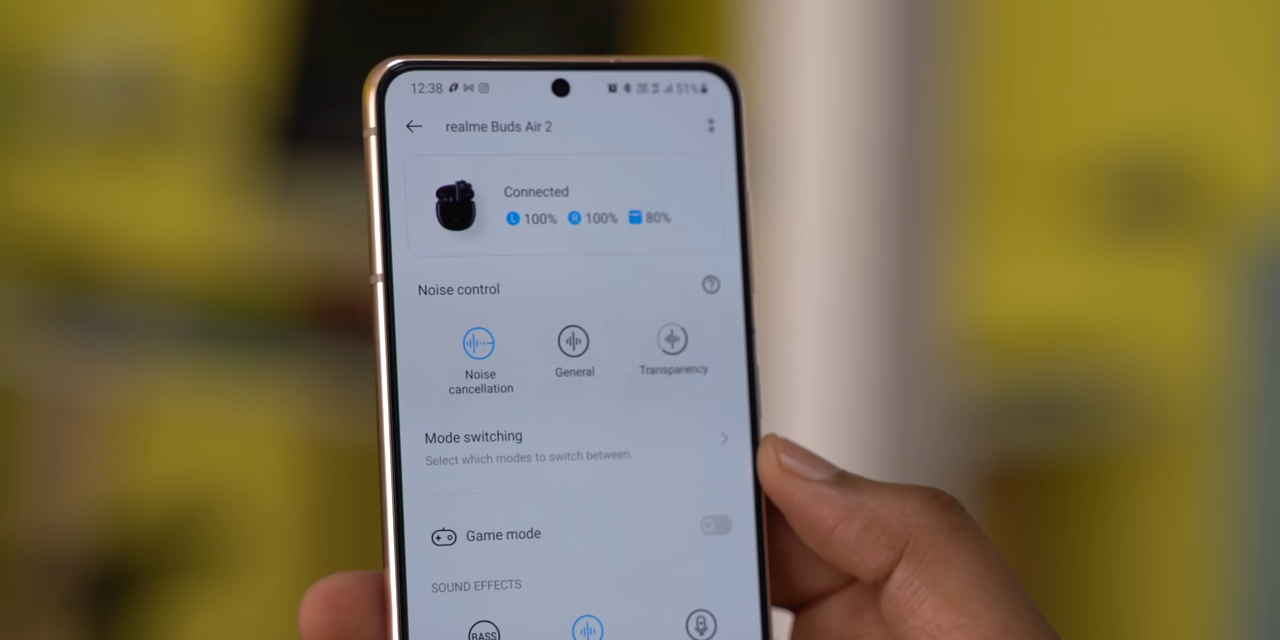 12:38 51%
realme Buds Air 2
Connected
L 100% R 100% 80%
Noise control
?
Noise cancellation
General
Transparency
Mode switching
Select which modes to switch between.
Game mode
SOUND EFFECTS
BASS